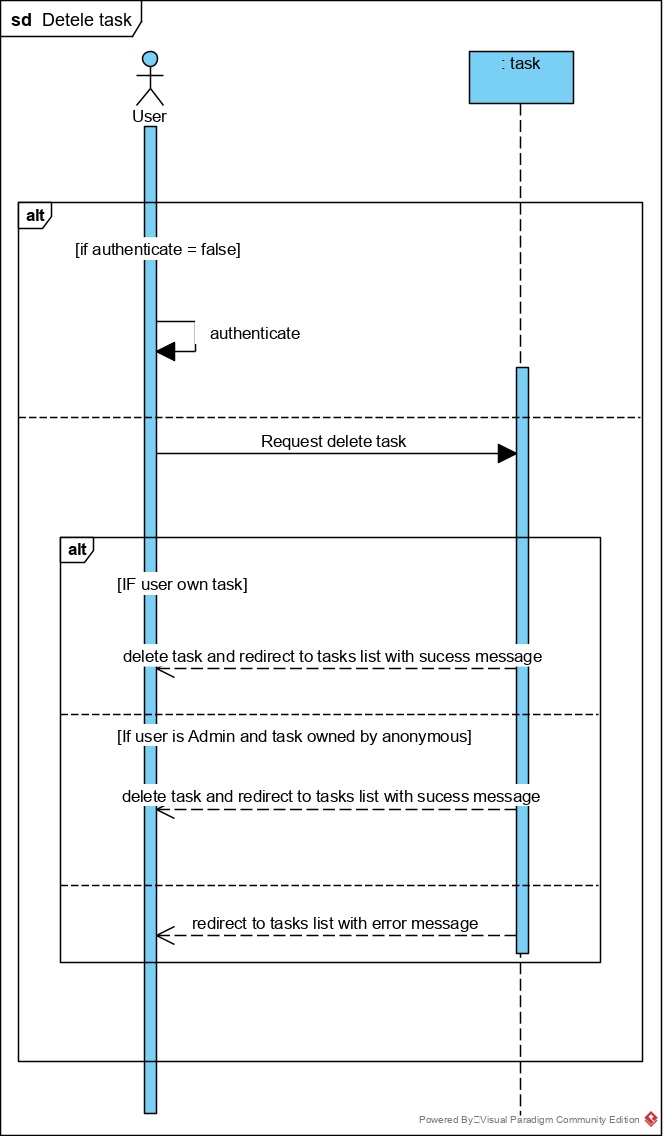 sd Detele task
: task
User
alt
[if authenticate = false]
authenticate
Request delete task
alt
[IF user own task]
delete task and redirect to tasks list with sucess message
[If user is Admin and task owned by anonymous]
delete task and redirect to tasks list with sucess message
redirect to tasks list with error message
Powered By Visual Paradigm Community Edition